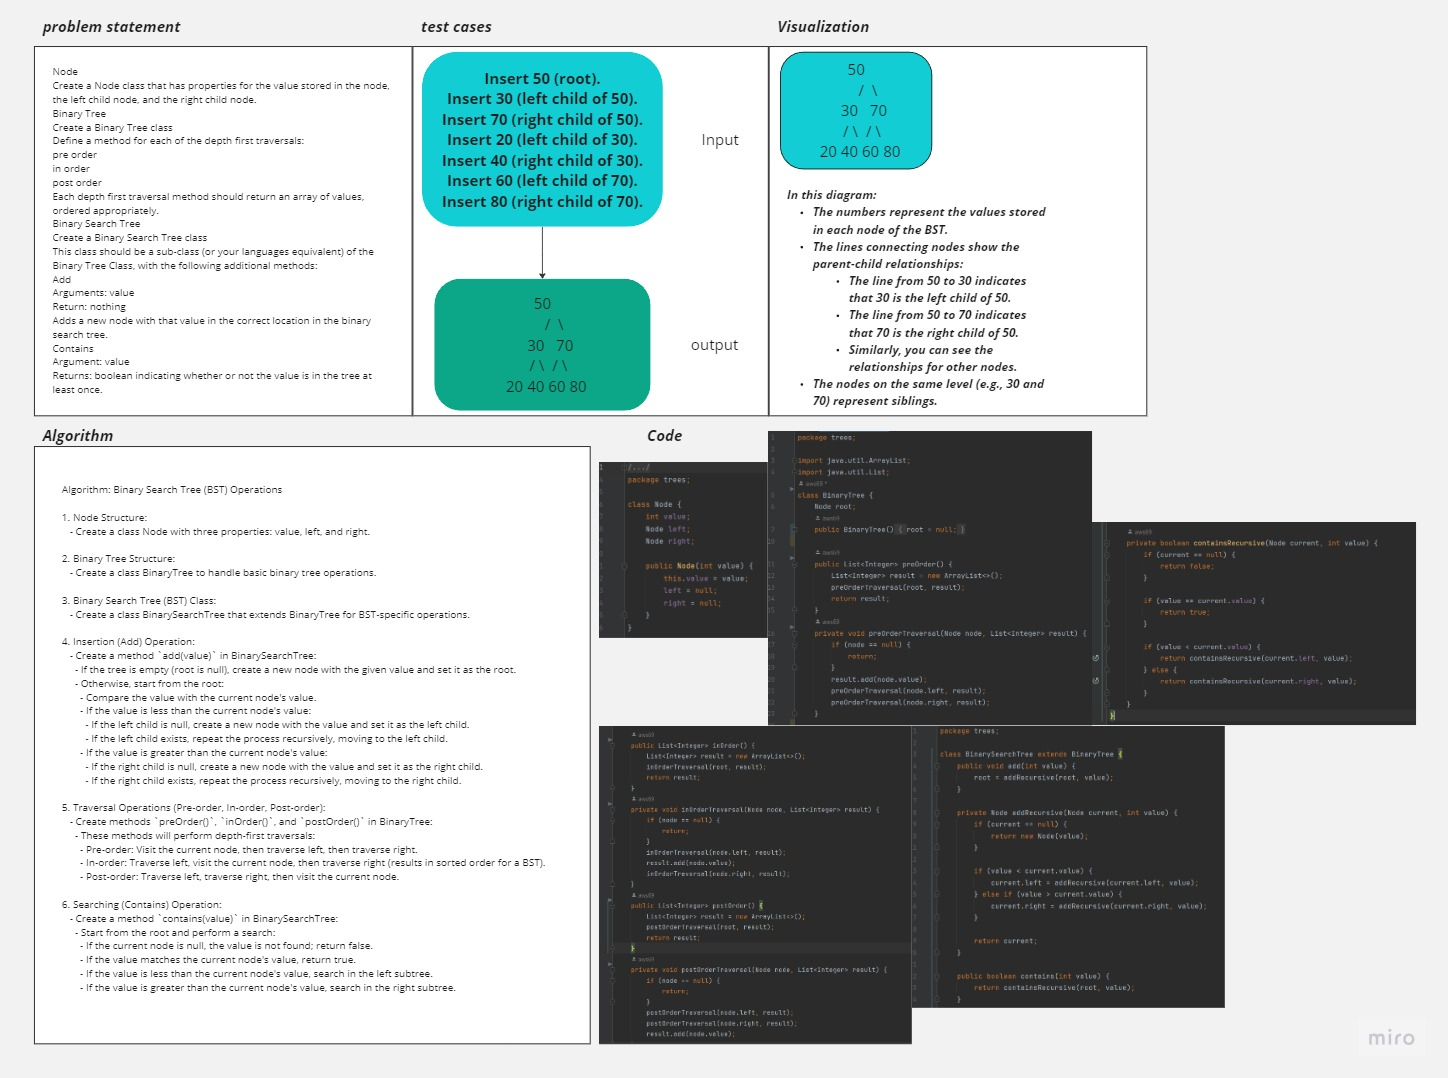 problem statement
test cases
Visualization
Node
Create a Node class that has properties for the value stored in the node,
the left child node, and the right child node.
Binary Tree
Create a Binary Tree class
Define a method for each of the depth first traversals:
pre order
in order
post order
Each depth first traversal method should return an array of values,
ordered appropriately.
Binary Search Tree
Create a Binary Search Tree class
This class should be a sub-class (or your languages equivalent) of the
Binary Tree Class, with the following additional methods:
Add
Arguments: value
Return: nothing
Adds a new node with that value in the correct location in the binary
search tree.
Contains
Argument: value
Returns: boolean indicating whether or not the value is in the tree at
least once.
Insert 50 (root).
Insert 30 (left child of 50).
Insert 70 (right child of 50).
Insert 20 (left child of 30).
Insert 40 (right child of 30).
Insert 60 (left child of 70).
Insert 80 (right child of 70).
Input
50
/ \
30 70
/ \ / \
20 40 60 80
output
50
/ \
30 70
/ \ / \
20 40 60 80
In this diagram:
• The numbers represent the values stored
in each node of the BST.
• The lines connecting nodes show the
parent-child relationships:
• The line from 50 to 30 indicates
that 30 is the left child of 50.
• The line from 50 to 70 indicates
that 70 is the right child of 50.
• Similarly, you can see the
relationships for other nodes.
• The nodes on the same level (e.g., 30 and
70) represent siblings.
Algorithm
Algorithm: Binary Search Tree (BST) Operations
1. Node Structure:
- Create a class Node with three properties: value, left, and right.
2. Binary Tree Structure:
- Create a class BinaryTree to handle basic binary tree operations.
3. Binary Search Tree (BST) Class:
- Create a class BinarySearchTree that extends BinaryTree for BST-specific operations.
4. Insertion (Add) Operation:
- Create a method `add(value)` in BinarySearchTree:
- If the tree is empty (root is null), create a new node with the given value and set it as the root.
- Otherwise, start from the root:
- Compare the value with the current node's value.
- If the value is less than the current node's value:
- If the left child is null, create a new node with the value and set it as the left child.
- If the left child exists, repeat the process recursively, moving to the left child.
- If the value is greater than the current node's value:
- If the right child is null, create a new node with the value and set it as the right child.
- If the right child exists, repeat the process recursively, moving to the right child.
5. Traversal Operations (Pre-order, In-order, Post-order):
- Create methods `preOrder()`, `inOrder()`, and `postOrder()` in BinaryTree:
- These methods will perform depth-first traversals:
- Pre-order: Visit the current node, then traverse left, then traverse right.
- In-order: Traverse left, visit the current node, then traverse right (results in sorted order for a BST).
- Post-order: Traverse left, traverse right, then visit the current node.
6. Searching (Contains) Operation:
- Create a method `contains(value)` in BinarySearchTree:
- Start from the root and perform a search:
- If the current node is null, the value is not found; return false.
- If the value matches the current node's value, return true.
- If the value is less than the current node's value, search in the left subtree.
- If the value is greater than the current node's value, search in the right subtree.
Code
/.../
package trees;
class Node {
int value;
Node left;
Node right;
public Node(int value) {
this.value = value;
left = null;
right = null;
}
}
package trees;
import java.util.ArrayList;
import java.util.List;
aws69 *
class BinaryTree {
Node root;
aws69
public BinaryTree() { root = null; }
aws69
public List<Integer> preOrder() {
List<Integer> result = new ArrayList<>();
preOrderTraversal(root, result);
return result;
}
aws69
private void preOrderTraversal(Node node, List<Integer> result) {
if (node == null) {
return;
}
result.add(node.value);
preOrderTraversal(node.left, result);
preOrderTraversal(node.right, result);
}
aws69
private boolean containsRecursive(Node current, int value) {
if (current == null) {
return false;
}
if (value == current.value) {
return true;
}
if (value < current.value) {
return containsRecursive(current.left, value);
} else {
return containsRecursive(current.right, value);
}
}
}
aws69
public List<Integer> inOrder() {
List<Integer> result = new ArrayList<>();
inOrderTraversal(root, result);
return result;
}
aws69
private void inOrderTraversal(Node node, List<Integer> result) {
if (node == null) {
return;
}
inOrderTraversal(node.left, result);
result.add(node.value);
inOrderTraversal(node.right, result);
}
aws69
public List<Integer> postOrder() {
List<Integer> result = new ArrayList<>();
postOrderTraversal(root, result);
return result;
}
aws69
private void postOrderTraversal(Node node, List<Integer> result) {
if (node == null) {
return;
}
postOrderTraversal(node.left, result);
postOrderTraversal(node.right, result);
result.add(node.value);
package trees;
class BinarySearchTree extends BinaryTree {
public void add(int value) {
root = addRecursive(root, value);
}
private Node addRecursive(Node current, int value) {
if (current == null) {
return new Node(value);
}
if (value < current.value) {
current.left = addRecursive(current.left, value);
} else if (value > current.value) {
current.right = addRecursive(current.right, value);
}
return current;
}
public boolean contains(int value) {
return containsRecursive(root, value);
}
miro